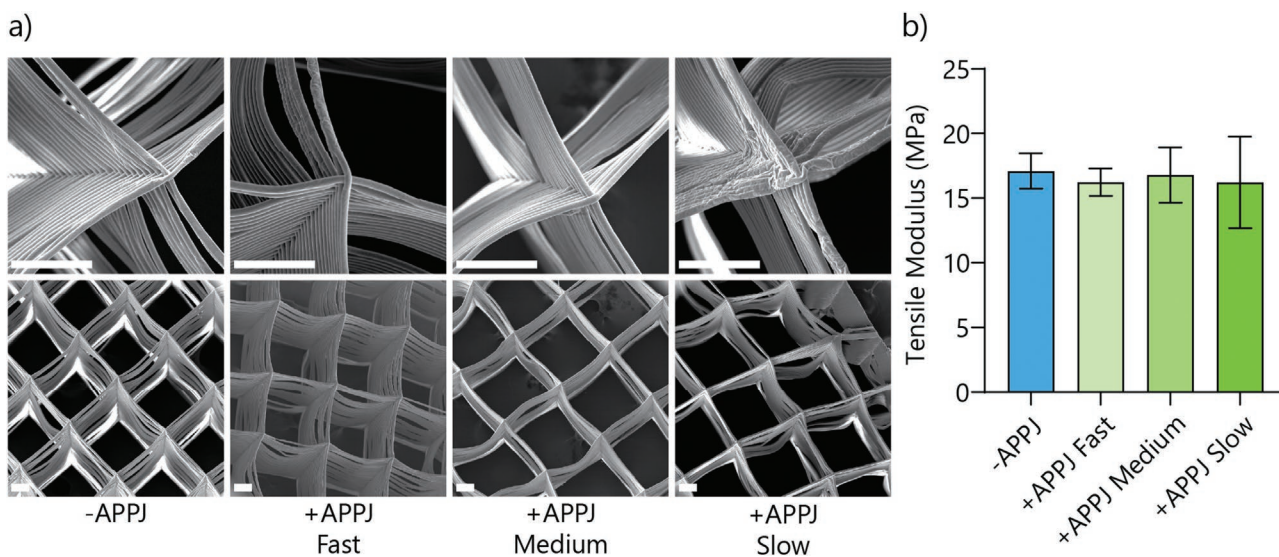 a)
-APPJ
+APPJ
Fast
+APPJ
Medium
+APPJ
Slow
b)
Tensile Modulus (MPa)
25
20
15
10
5
0
-APPJ
+APPJ Fast
+APPJ Medium
+APPJ Slow